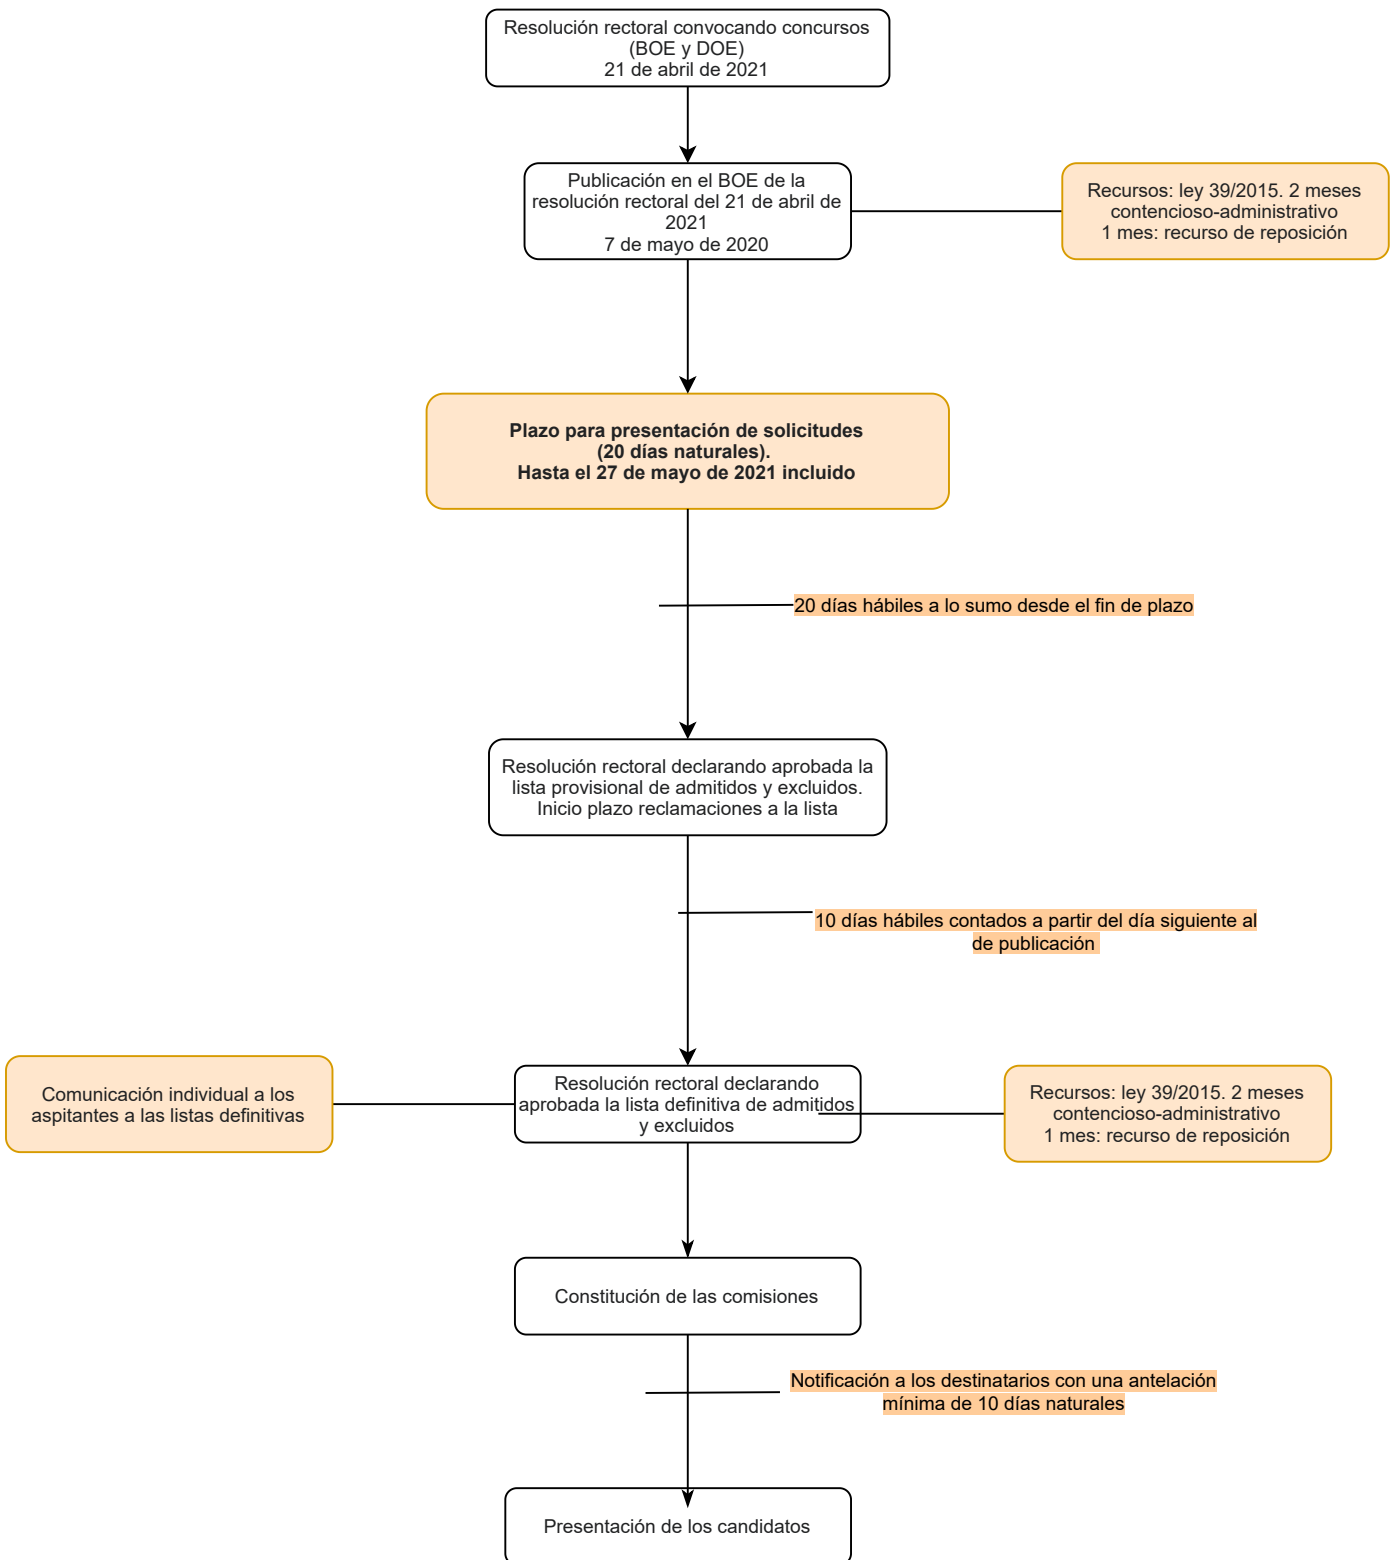 Resolución rectoral convocando concursos
(BOE y DOE)
21 de abril de 2021
Publicación en el BOE de la
resolución rectoral del 21 de abril de
2021
7 de mayo de 2020
Recursos: ley 39/2015. 2 meses
contencioso-administrativo
1 mes: recurso de reposición
Plazo para presentación de solicitudes
(20 días naturales).
Hasta el 27 de mayo de 2021 incluido
20 días hábiles a lo sumo desde el fin de plazo
Resolución rectoral declarando aprobada la
lista provisional de admitidos y excluidos.
Inicio plazo reclamaciones a la lista
10 días hábiles contados a partir del día siguiente al
de publicación
Comunicación individual a los
aspitantes a las listas definitivas
Resolución rectoral declarando
aprobada la lista definitiva de admitidos
y excluidos
Recursos: ley 39/2015. 2 meses
contencioso-administrativo
1 mes: recurso de reposición
Constitución de las comisiones
Notificación a los destinatarios con una antelación
mínima de 10 días naturales
Presentación de los candidatos